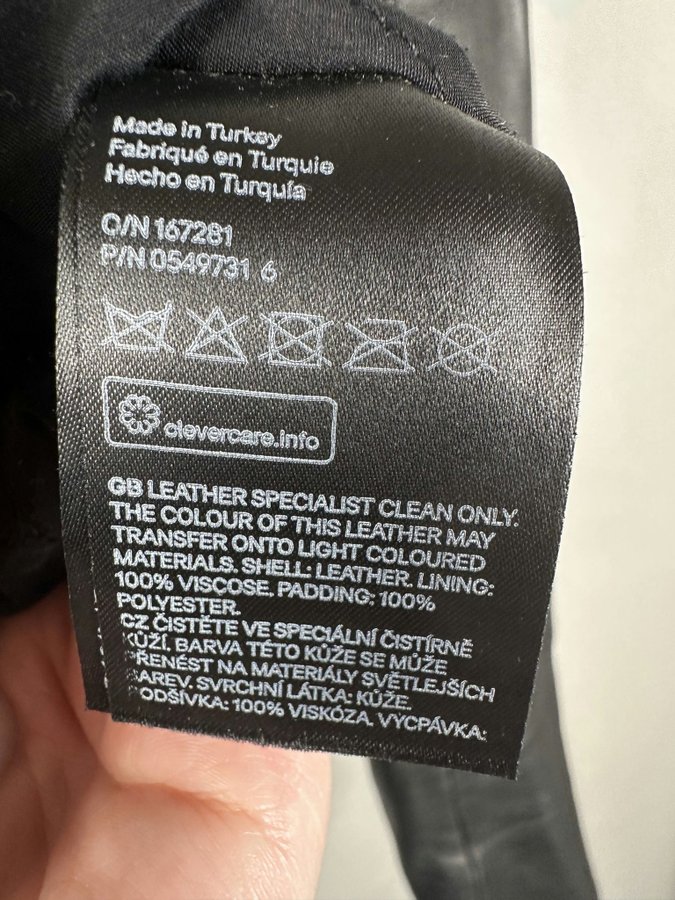 Made in Turkey
Fabriqué en Turquie
Hecho en Turquía
O/N 167281
P/N 0549731 6
clevercare.info
GB LEATHER SPECIALIST CLEAN ONLY.
THE COLOUR OF THIS LEATHER MAY
TRANSFER ONTO LIGHT COLOURED
MATERIALS. SHELL: LEATHER. LINING:
100% VISCOSE. PADDING: 100%
POLYESTER.
CZ ČISTĚTE VE SPECIÁLNÍ ČISTÍRNĚ
KŮŽÍ. BARVA TÉTO KŮŽE SE MŮŽE
PŘENÉST NA MATERIÁLY SVĚTLEJŠÍCH
BAREV. SVRCHNÍ LÁTKA: KŮŽE.
PODŠÍVKA: 100% VISKÓZA. VYCPÁVKA: